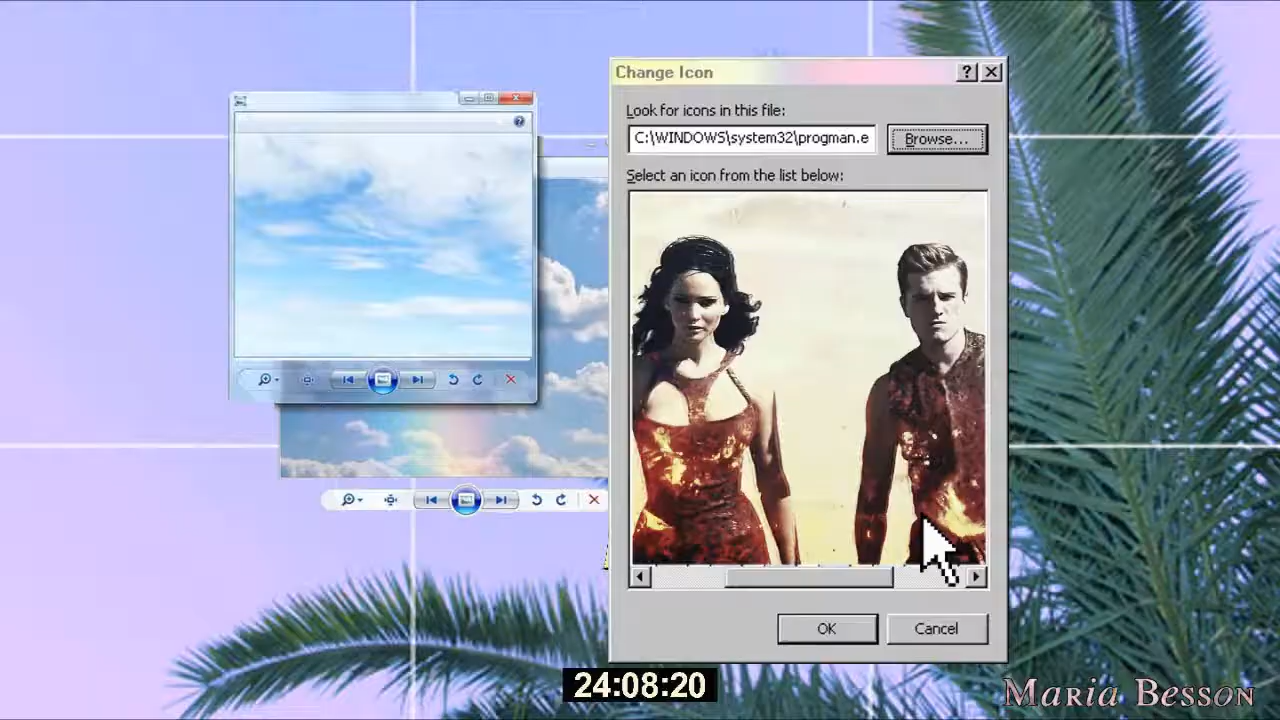 Change Icon
Look for icons in this file:
C:\WINDOWS\system32\progman.e
Browse...
Select an icon from the list below:
OK
Cancel
24:08:20
Maria Besson